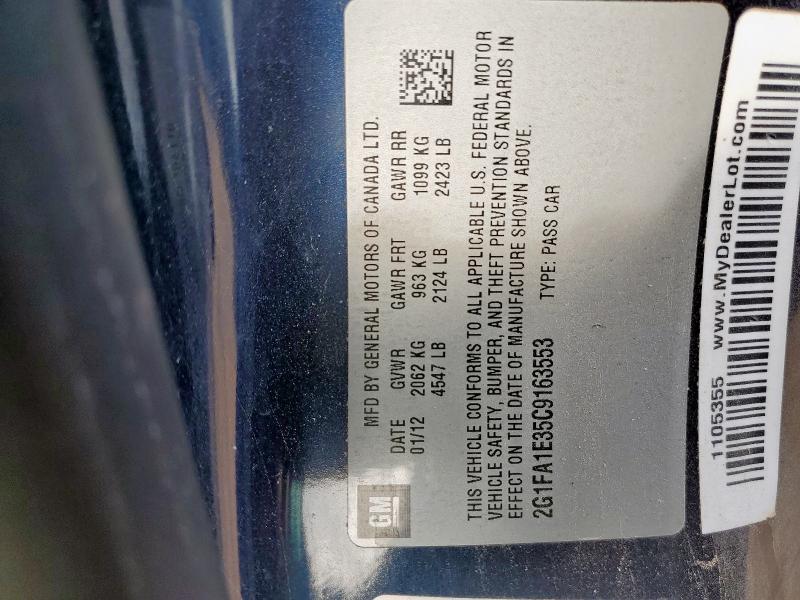 GM
MFD BY GENERAL MOTORS OF CANADA LTD.
DATE GVWR GAWR FRT GAWR RR
01/12 2062 KG 963 KG 1099 KG
4547 LB 2124 LB 2423 LB
THIS VEHICLE CONFORMS TO ALL APPLICABLE U.S. FEDERAL MOTOR
VEHICLE SAFETY, BUMPER, AND THEFT PREVENTION STANDARDS IN
EFFECT ON THE DATE OF MANUFACTURE SHOWN ABOVE.
2G1FA1E35C9163553 TYPE: PASS CAR
1105355 www.MyDealerLot.com